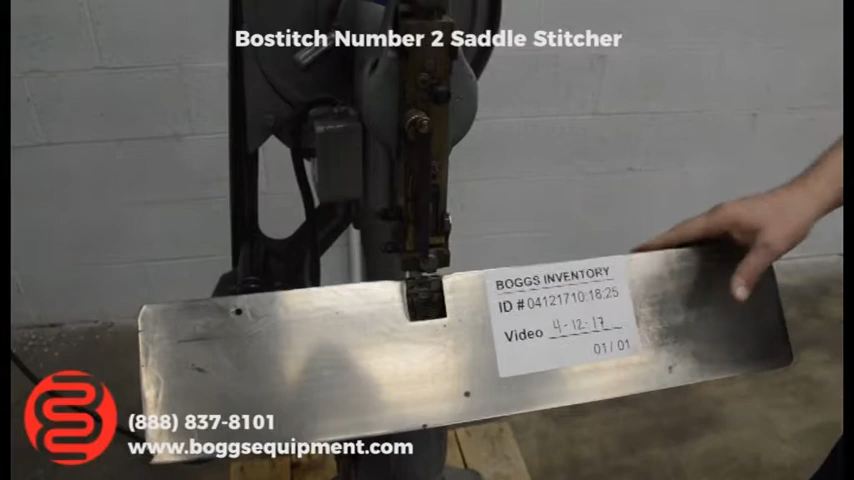 Bostitch Number 2 Saddle Stitcher
BOGGS INVENTORY
ID # 04121710:18:25
Video 4-12-17
01 / 01
(888) 837-8101
www.boggsequipment.com